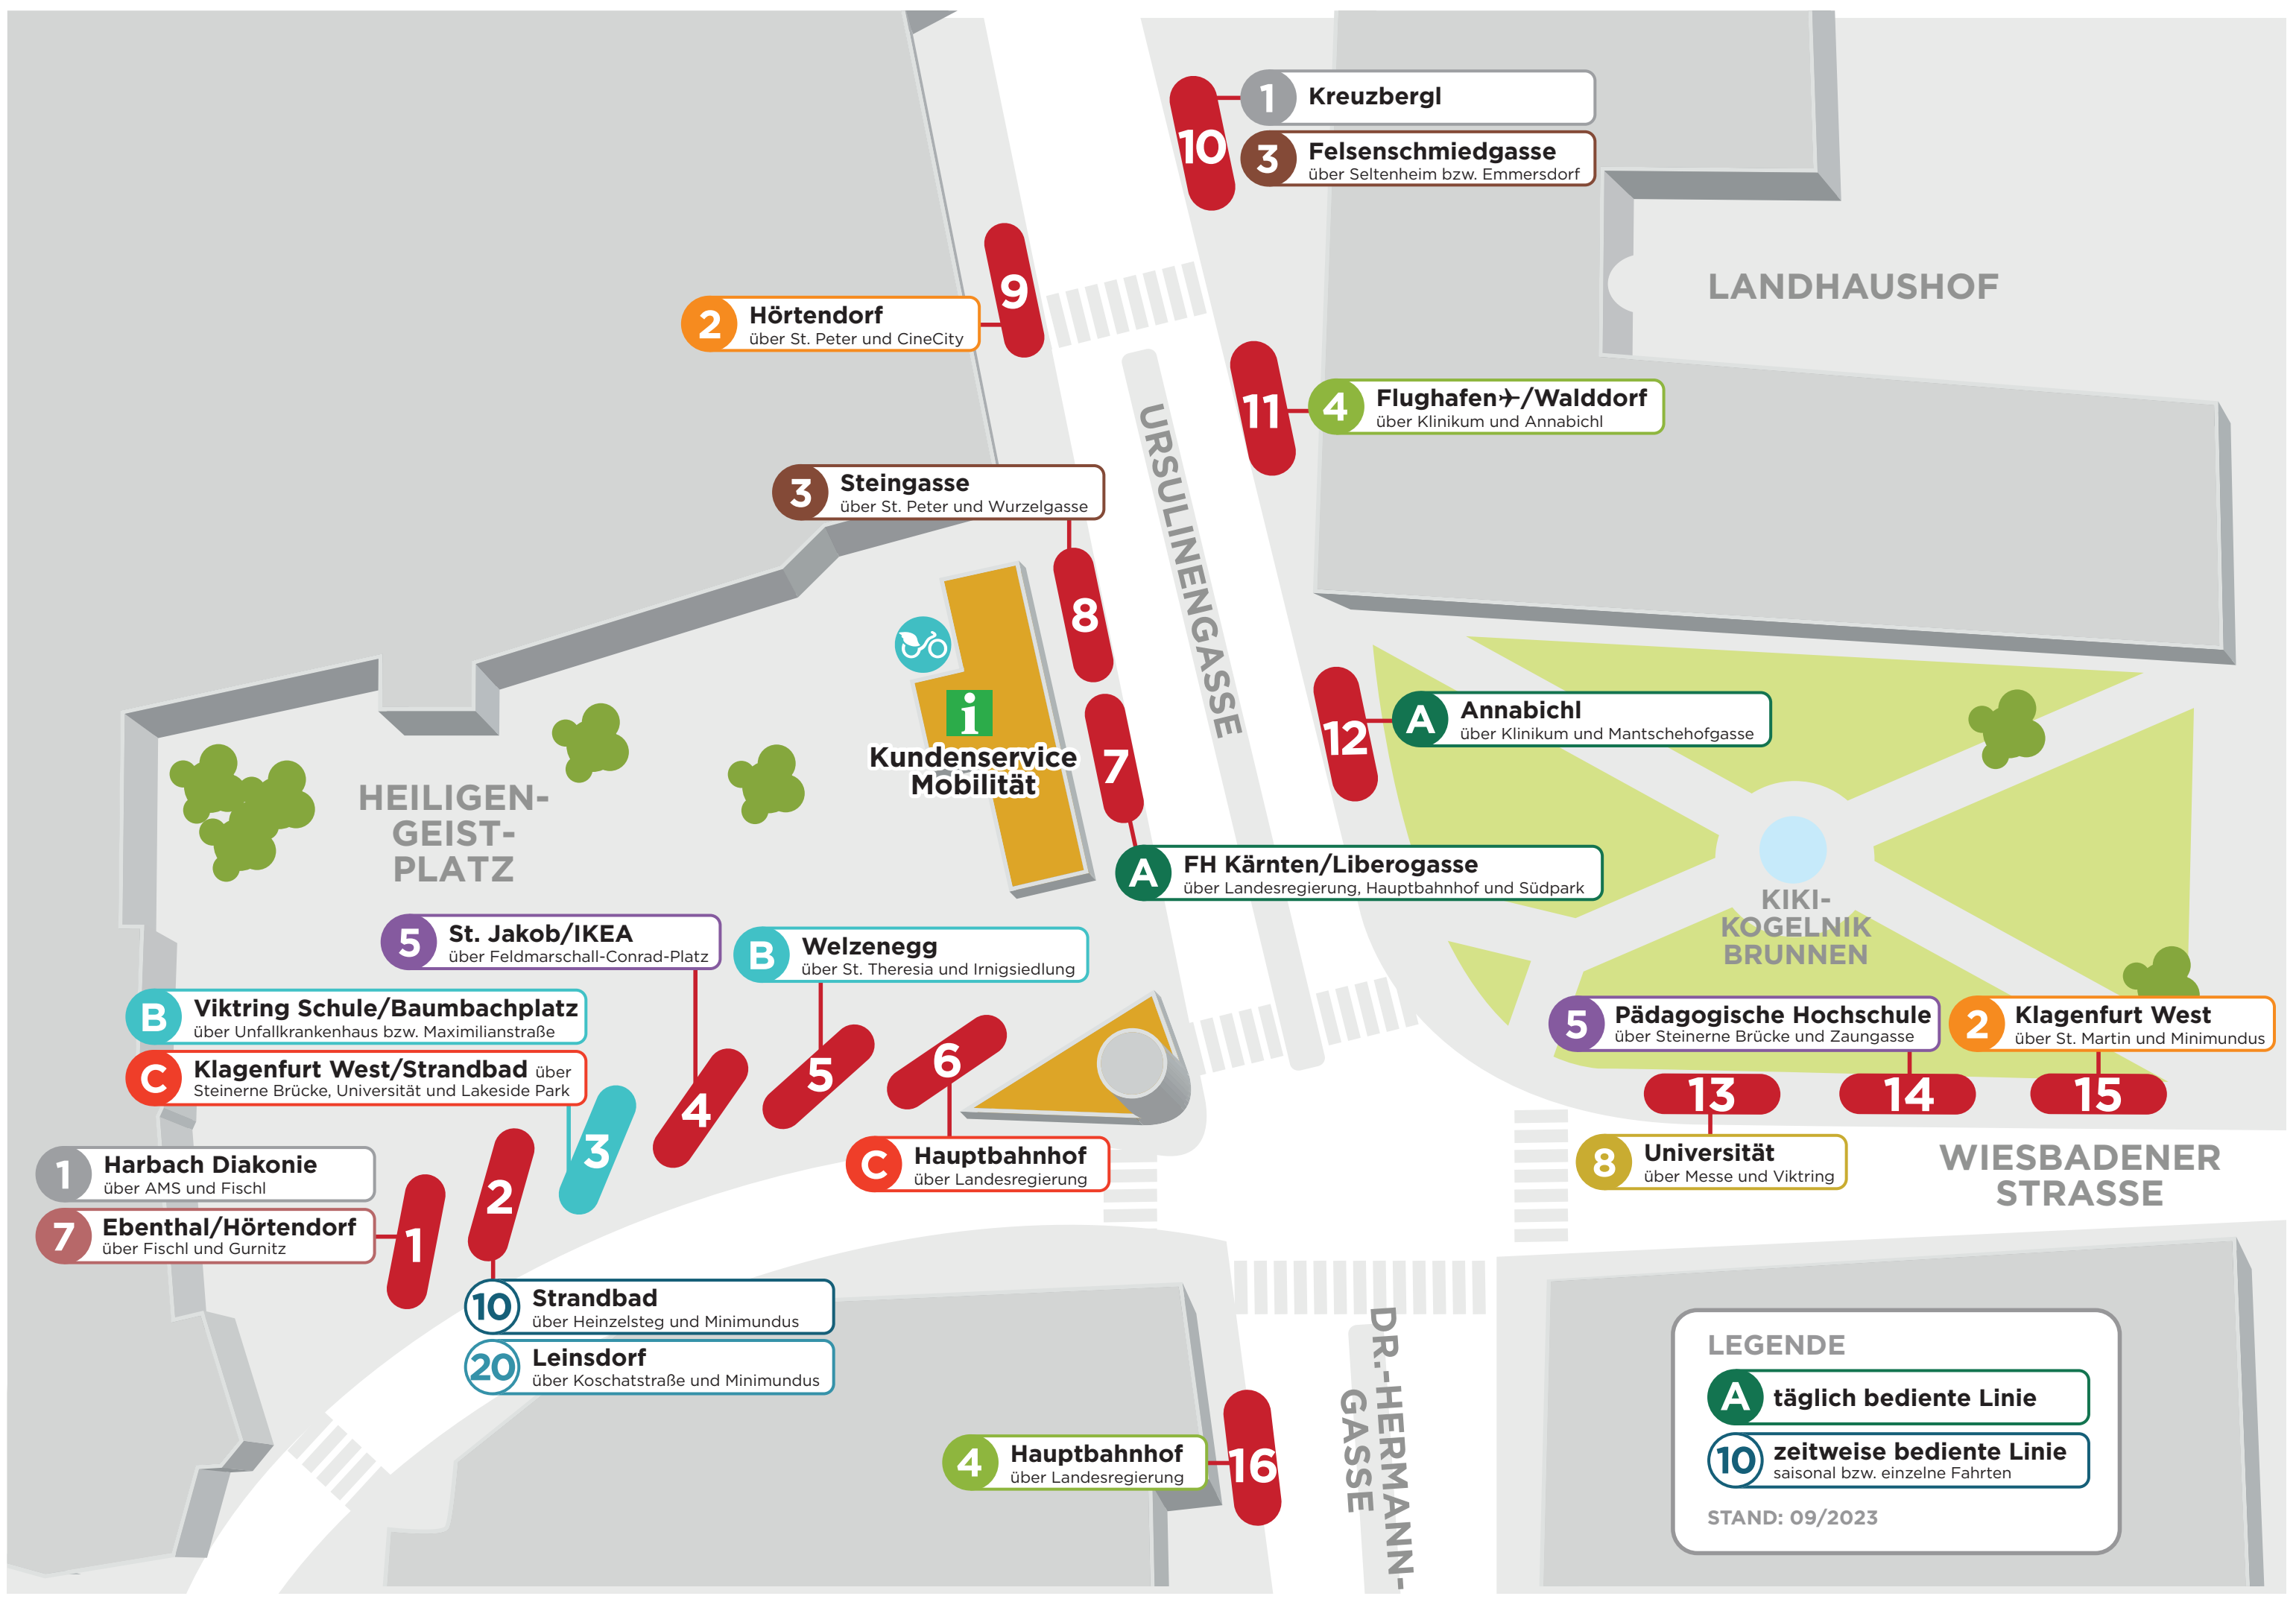 10
1
Kreuzbergl
3
Felsenschmiedgasse
über Seltenheim bzw. Emmersdorf
LANDHAUSHOF
9
2
Hörtendorf
über St. Peter und CineCity
11
4
Flughafen✈/Walddorf
über Klinikum und Annabichl
URSULINENGASSE
3
Steingasse
über St. Peter und Wurzelgasse
8
i
Kundenservice
Mobilität
7
12
A
Annabichl
über Klinikum und Mantschehofgasse
HEILIGEN-
GEIST-
PLATZ
A
FH Kärnten/Liberogasse
über Landesregierung, Hauptbahnhof und Südpark
KIKI-
KOGELNIK
BRUNNEN
5
St. Jakob/IKEA
über Feldmarschall-Conrad-Platz
B
Welzenegg
über St. Theresia und Irnigsiedlung
B
Viktring Schule/Baumbachplatz
über Unfallkrankenhaus bzw. Maximilianstraße
C
Klagenfurt West/Strandbad über
Steinerne Brücke, Universität und Lakeside Park
3
4
5
6
5
Pädagogische Hochschule
über Steinerne Brücke und Zaungasse
2
Klagenfurt West
über St. Martin und Minimundus
13
14
15
C
Hauptbahnhof
über Landesregierung
8
Universität
über Messe und Viktring
WIESBADENER
STRASSE
1
Harbach Diakonie
über AMS und Fischl
7
Ebenthal/Hörtendorf
über Fischl und Gurnitz
1
2
10
Strandbad
über Heinzelsteg und Minimundus
20
Leinsdorf
über Koschatstraße und Minimundus
4
Hauptbahnhof
über Landesregierung
16
DR.-HERMANN-
GASSE
LEGENDE
A
täglich bediente Linie
10
zeitweise bediente Linie
saisonal bzw. einzelne Fahrten
STAND: 09/2023